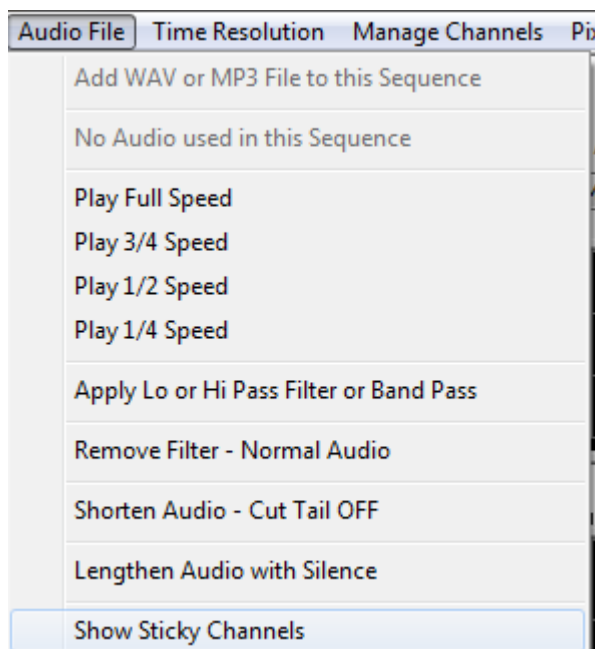 Audio File Time Resolution Manage Channels
Add WAV or MP3 File to this Sequence
No Audio used in this Sequence
Play Full Speed
Play 3/4 Speed
Play 1/2 Speed
Play 1/4 Speed
Apply Lo or Hi Pass Filter or Band Pass
Remove Filter - Normal Audio
Shorten Audio - Cut Tail OFF
Lengthen Audio with Silence
Show Sticky Channels